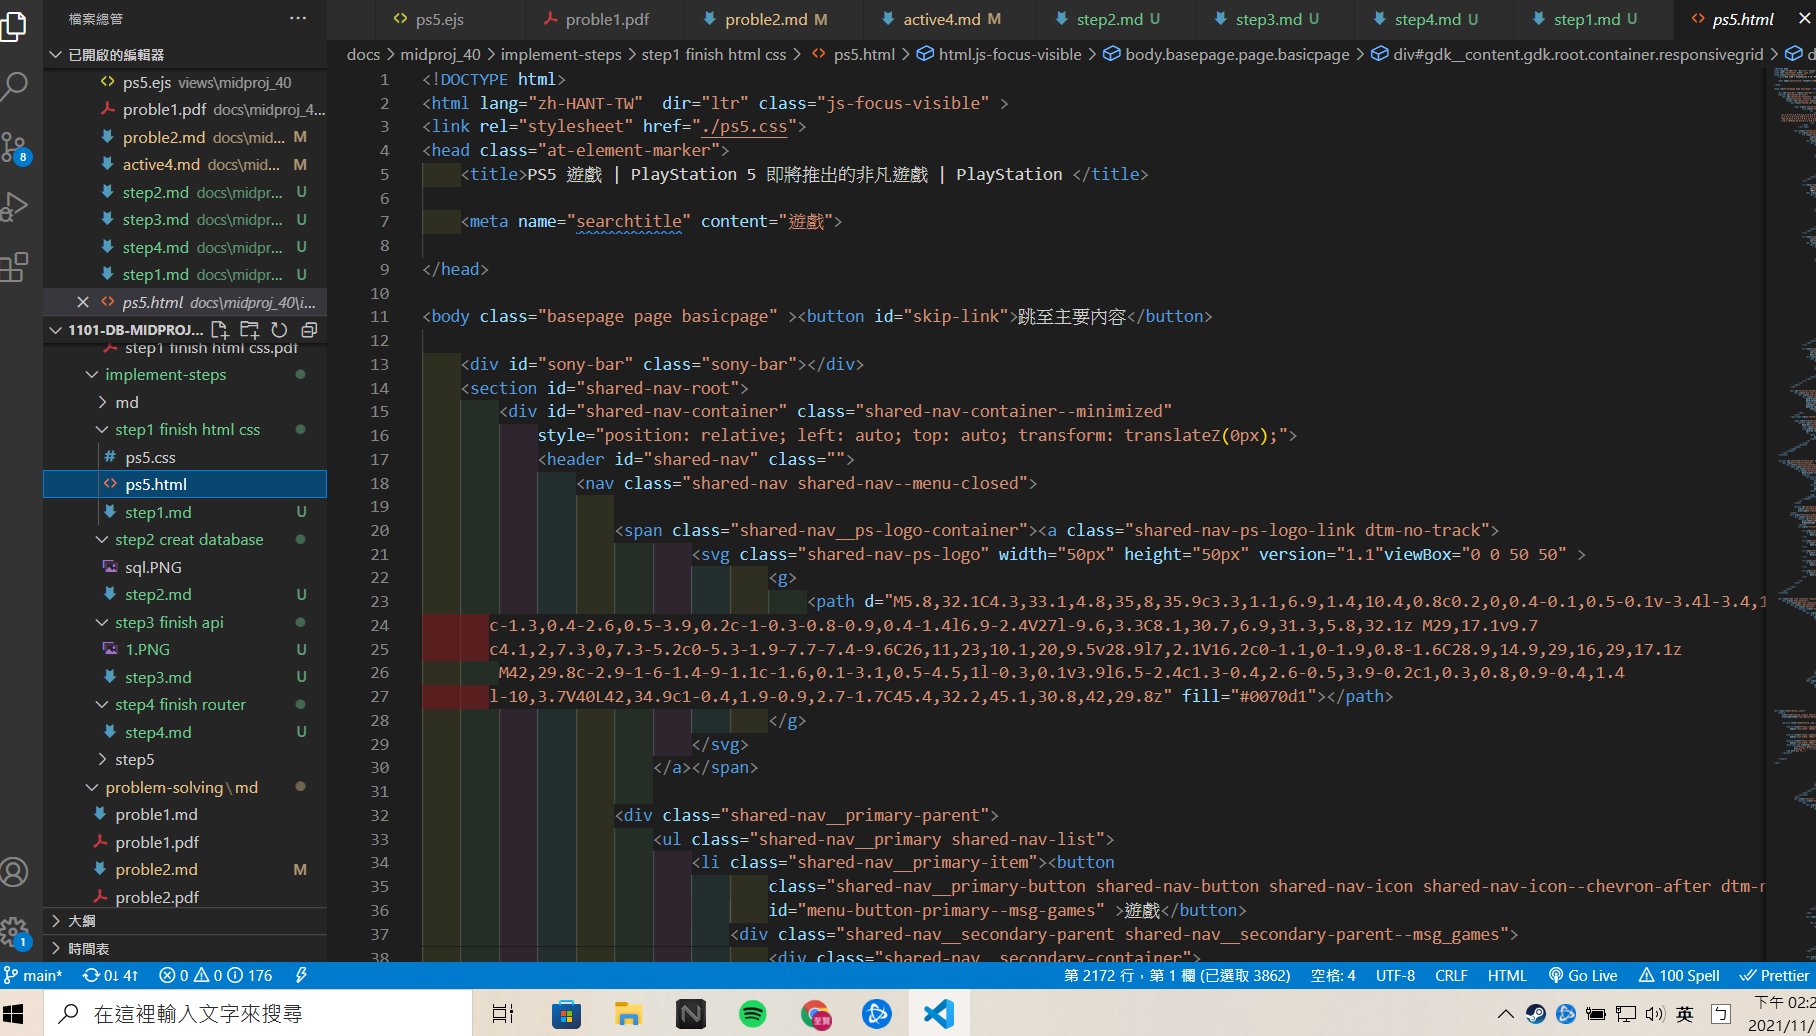 檔案總管 ···
已開啟的編輯器
ps5.ejs views\midproj_40
proble1.pdf docs\midproj_4...
proble2.md docs\mid... M
active4.md docs\mid... M
step2.md docs\midpr... U
step3.md docs\midpr... U
step4.md docs\midpr... U
step1.md docs\midpr... U
ps5.html docs\midproj_40\i...
1101-DB-MIDPROJ...
step1 finish html css.pdf
implement-steps
md
step1 finish html css
ps5.css
ps5.html
step1.md U
step2 creat database
sql.PNG
step2.md U
step3 finish api
1.PNG U
step3.md U
step4 finish router
step4.md U
step5
problem-solving\md
proble1.md
proble1.pdf
proble2.md M
proble2.pdf
大綱
時間表
8
1
ps5.ejs proble1.pdf proble2.md M active4.md M step2.md U step3.md U step4.md U step1.md U ps5.html
docs > midproj_40 > implement-steps > step1 finish html css > ps5.html > html.js-focus-visible > body.basepage.page.basicpage > div#gdk__content.gdk.root.container.responsivegrid > d
1 <!DOCTYPE html>
2 <html lang="zh-HANT-TW"  dir="ltr" class="js-focus-visible" >
3 <link rel="stylesheet" href="./ps5.css">
4 <head class="at-element-marker">
5 <title>PS5 遊戲 | PlayStation 5 即將推出的非凡遊戲 | PlayStation </title>
6
7 <meta name="searchtitle" content="遊戲">
8
9 </head>
10
11 <body class="basepage page basicpage" ><button id="skip-link">跳至主要內容</button>
12
13 <div id="sony-bar" class="sony-bar"></div>
14 <section id="shared-nav-root">
15 <div id="shared-nav-container" class="shared-nav-container--minimized"
16 style="position: relative; left: auto; top: auto; transform: translateZ(0px);">
17 <header id="shared-nav" class="">
18 <nav class="shared-nav shared-nav--menu-closed">
19
20 <span class="shared-nav__ps-logo-container"><a class="shared-nav-ps-logo-link dtm-no-track">
21 <svg class="shared-nav-ps-logo" width="50px" height="50px" version="1.1"viewBox="0 0 50 50" >
22 <g>
23 <path d="M5.8,32.1C4.3,33.1,4.8,35,8,35.9c3.3,1.1,6.9,1.4,10.4,0.8c0.2,0,0.4-0.1,0.5-0.1v-3.4l-3.4,1
24 c-1.3,0.4-2.6,0.5-3.9,0.2c-1-0.3-0.8-0.9,0.4-1.4l6.9-2.4V27l-9.6,3.3C8.1,30.7,6.9,31.3,5.8,32.1z M29,17.1v9.7
25 c4.1,2,7.3,0,7.3-5.2c0-5.3-1.9-7.7-7.4-9.6C26,11,23,10.1,20,9.5v28.9l7,2.1V16.2c0-1.1,0-1.9,0.8-1.6C28.9,14.9,29,16,29,17.1z
26 M42,29.8c-2.9-1-6-1.4-9-1.1c-1.6,0.1-3.1,0.5-4.5,1l-0.3,0.1v3.9l6.5-2.4c1.3-0.4,2.6-0.5,3.9-0.2c1,0.3,0.8,0.9-0.4,1.4
27 l-10,3.7V40L42,34.9c1-0.4,1.9-0.9,2.7-1.7C45.4,32.2,45.1,30.8,42,29.8z" fill="#0070d1"></path>
28 </g>
29 </svg>
30 </a></span>
31
32 <div class="shared-nav__primary-parent">
33 <ul class="shared-nav__primary shared-nav-list">
34 <li class="shared-nav__primary-item"><button
35 class="shared-nav__primary-button shared-nav-button shared-nav-icon shared-nav-icon--chevron-after dtm-n
36 id="menu-button-primary--msg-games" >遊戲</button>
37 <div class="shared-nav__secondary-parent shared-nav__secondary-parent--msg_games">
38 <div class="shared-nav__secondary-container">
main* 0↓ 4↑ 0 0 176 第 2172 行，第 1 欄 (已選取 3862) 空格: 4 UTF-8 CRLF HTML Go Live 100 Spell Prettier
在這裡輸入文字來搜尋 英 下午 02:2
2021/11/